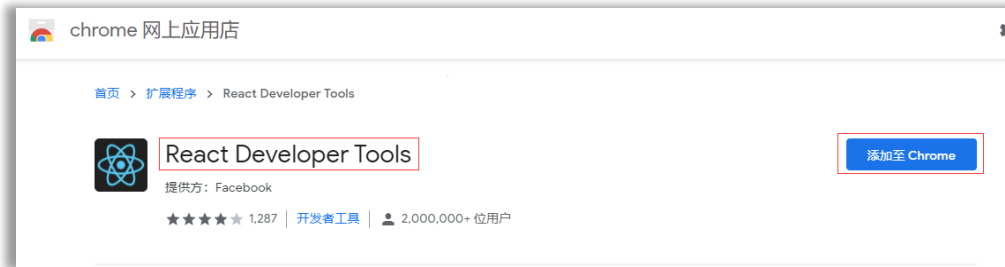 chrome 网上应用店
首页 > 扩展程序 > React Developer Tools
React Developer Tools
添加至 Chrome
提供方：Facebook
1,287 | 开发者工具 | 2,000,000+ 位用户